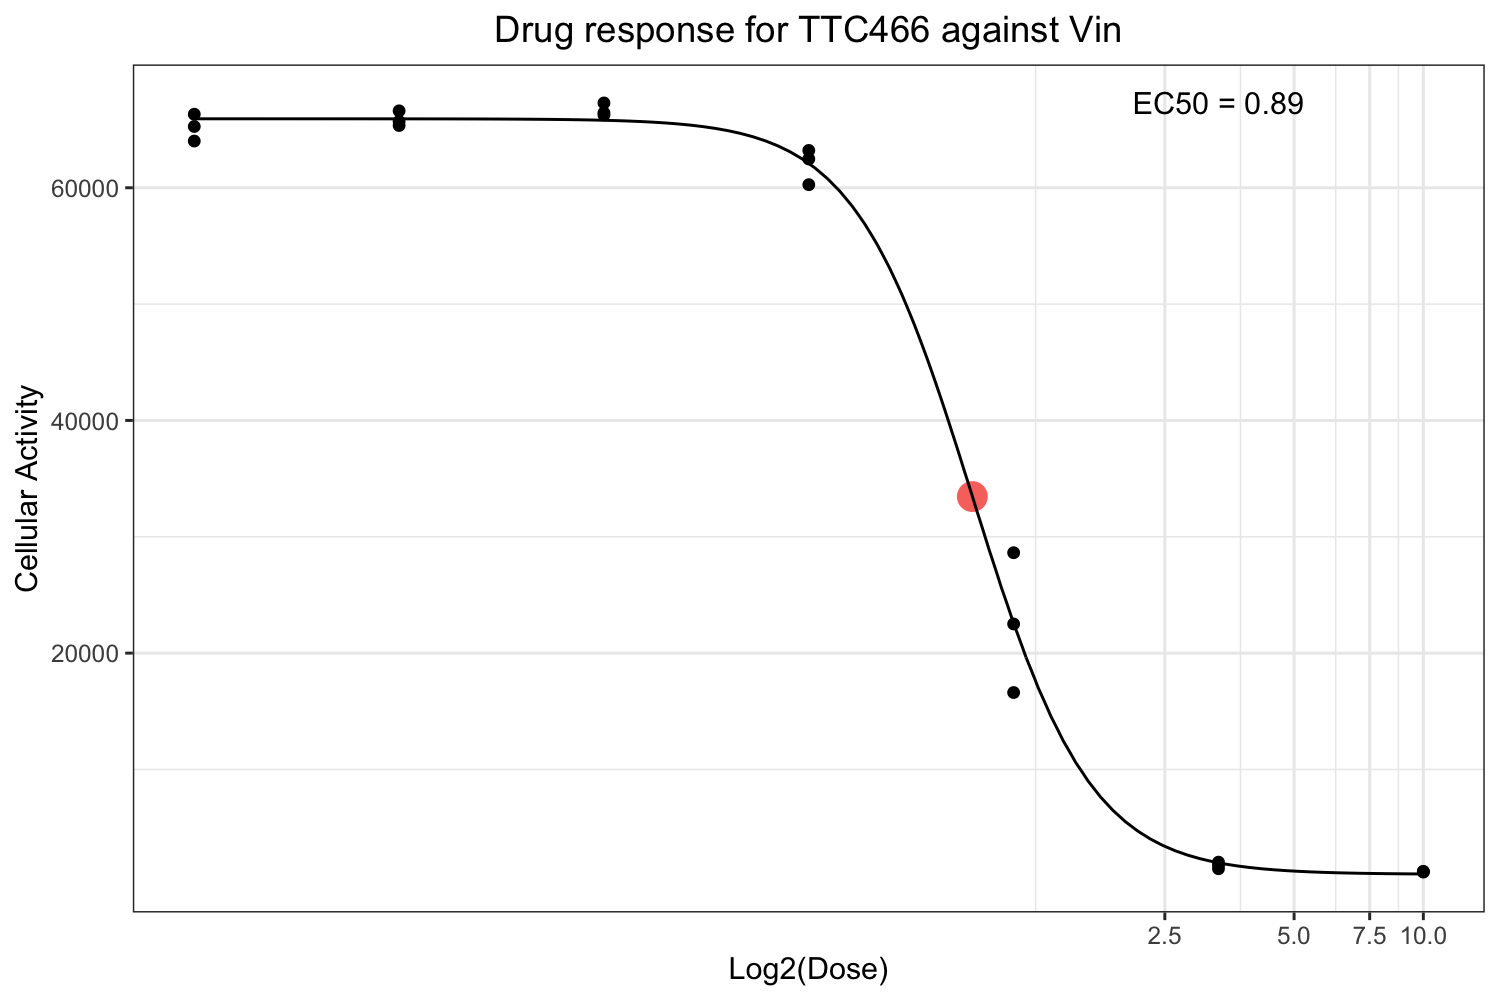 Drug response for TTC466 against Vin
EC50 = 0.89
Cellular Activity
60000
40000
20000
2.5 5.0 7.5 10.0
Log2(Dose)